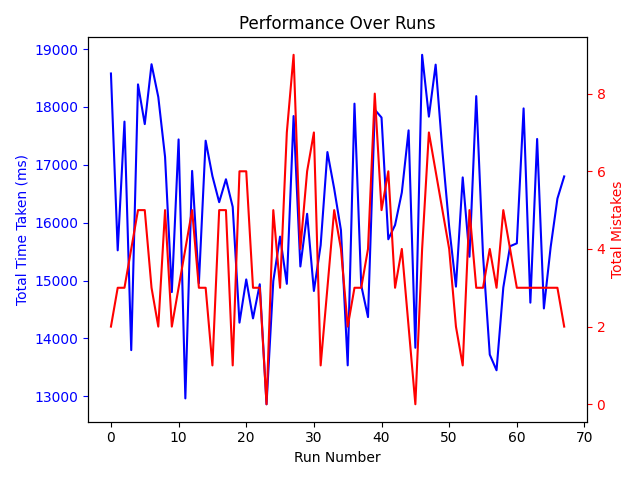 Performance Over Runs
Total Time Taken (ms)
19000
18000
17000
16000
15000
14000
13000
8
6
4
2
0
Total Mistakes
0 10 20 30 40 50 60 70
Run Number